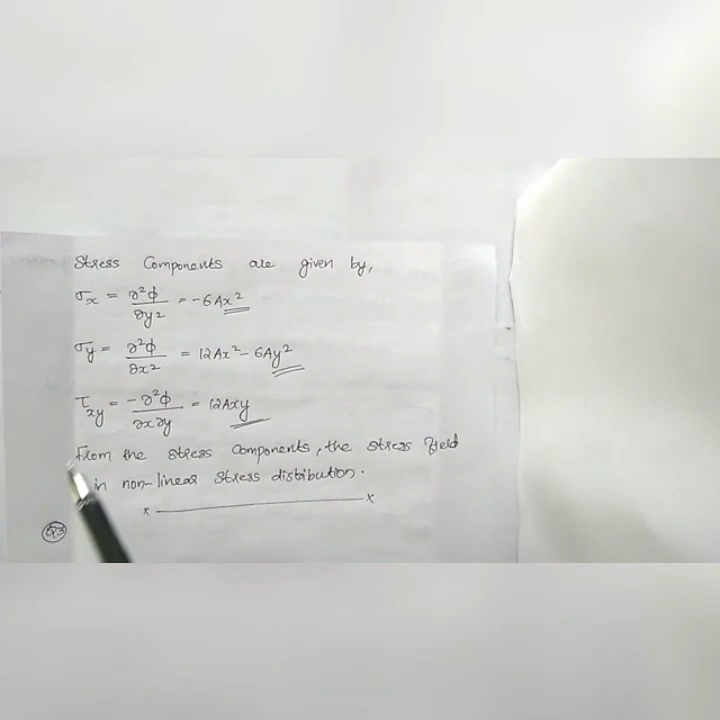 Stress Components are given by,
σx = ∂²φ/∂y² = -6Ax²
σy = ∂²φ/∂x² = 12Ax² - 6Ay²
τxy = -∂²φ/∂x∂y = 12Axy
From the stress components, the stress field
in non-linear stress distribution.
x ——— x